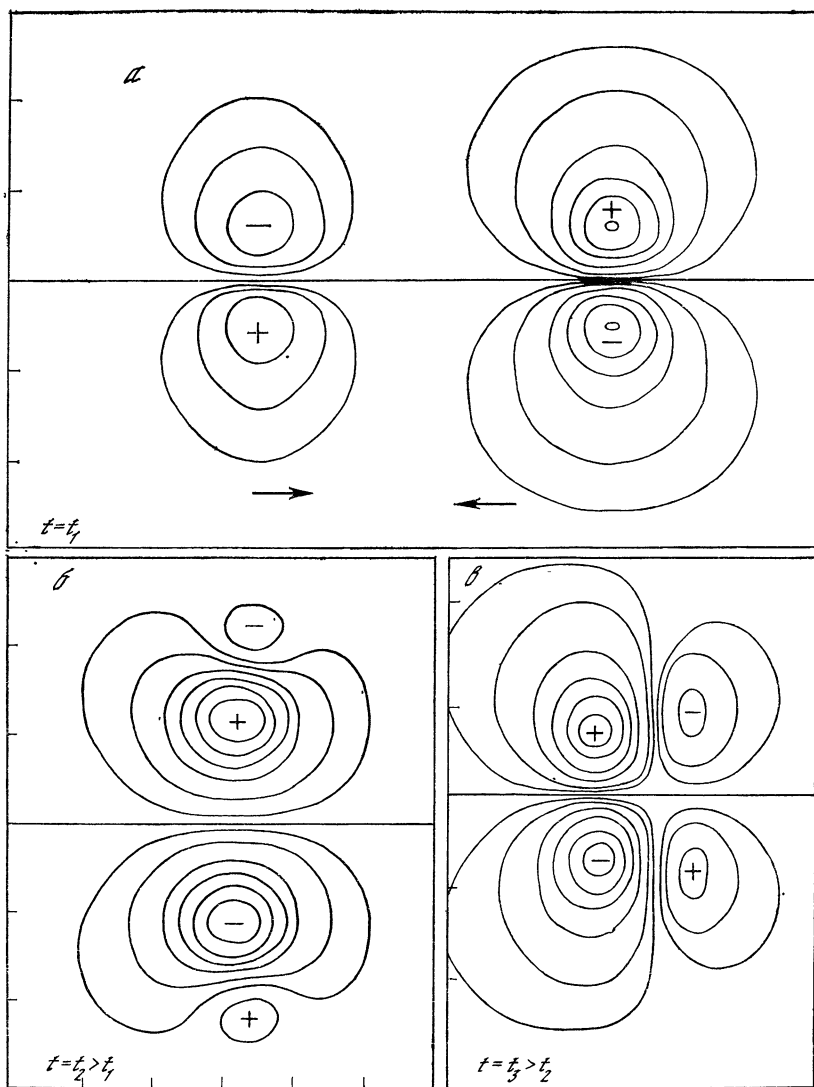 а
− +
+ −
t=t₁
б
−
+
−
+
t=t₂>t₁
в
+ −
− +
t=t₃>t₂